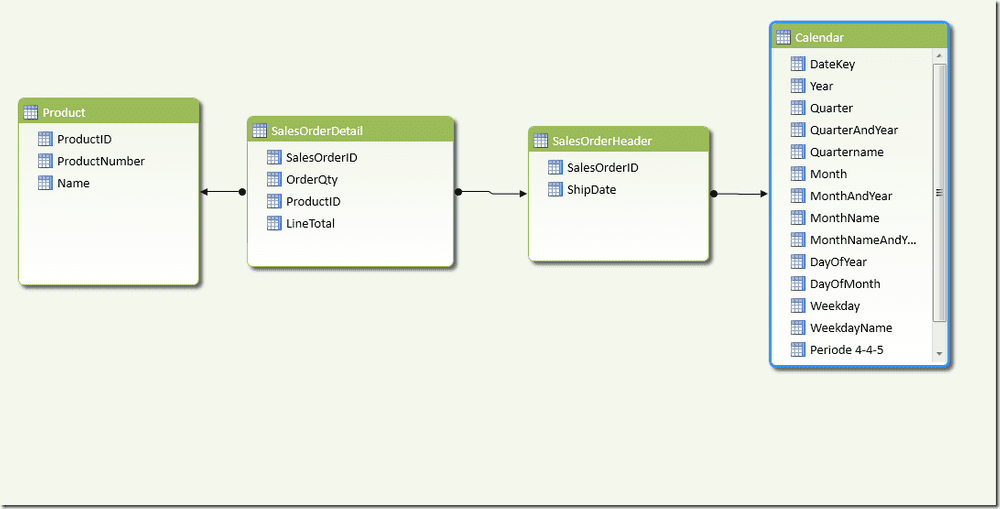 Product
ProductID
ProductNumber
Name
SalesOrderDetail
SalesOrderID
OrderQty
ProductID
LineTotal
SalesOrderHeader
SalesOrderID
ShipDate
Calendar
DateKey
Year
Quarter
QuarterAndYear
Quartername
Month
MonthAndYear
MonthName
MonthNameAndY...
DayOfYear
DayOfMonth
Weekday
WeekdayName
Periode 4-4-5